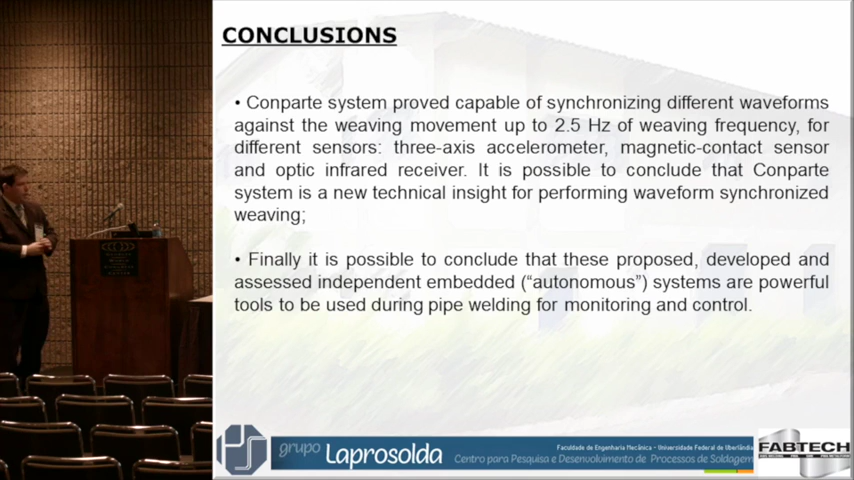 CONCLUSIONS
• Conparte system proved capable of synchronizing different waveforms
against the weaving movement up to 2.5 Hz of weaving frequency, for
different sensors: three-axis accelerometer, magnetic-contact sensor
and optic infrared receiver. It is possible to conclude that Conparte
system is a new technical insight for performing waveform synchronized
weaving;
• Finally it is possible to conclude that these proposed, developed and
assessed independent embedded (“autonomous”) systems are powerful
tools to be used during pipe welding for monitoring and control.
grupo Laprosolda
Faculdade de Engenharia Mecânica - Universidade Federal de Uberlândia
Centro para Pesquisa e Desenvolvimento de Processos de Soldagem
FABTECH